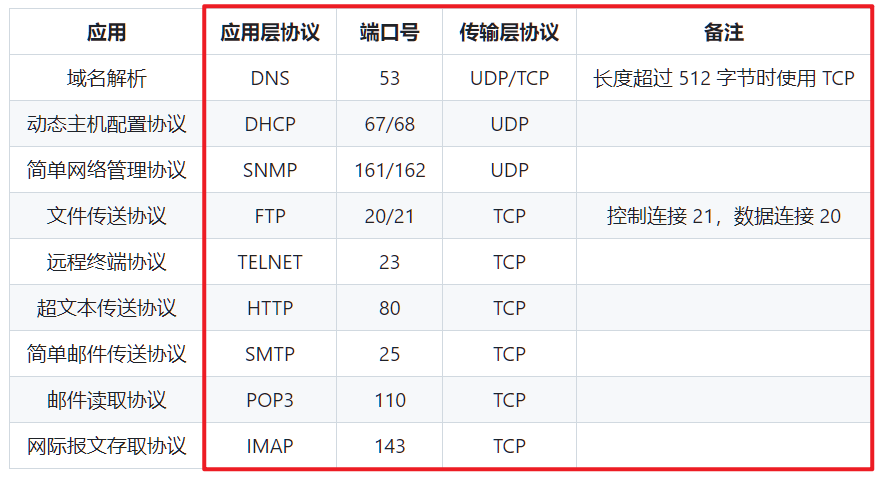 应用 应用层协议 端口号 传输层协议 备注
域名解析 DNS 53 UDP/TCP 长度超过 512 字节时使用 TCP
动态主机配置协议 DHCP 67/68 UDP
简单网络管理协议 SNMP 161/162 UDP
文件传送协议 FTP 20/21 TCP 控制连接 21，数据连接 20
远程终端协议 TELNET 23 TCP
超文本传送协议 HTTP 80 TCP
简单邮件传送协议 SMTP 25 TCP
邮件读取协议 POP3 110 TCP
网际报文存取协议 IMAP 143 TCP